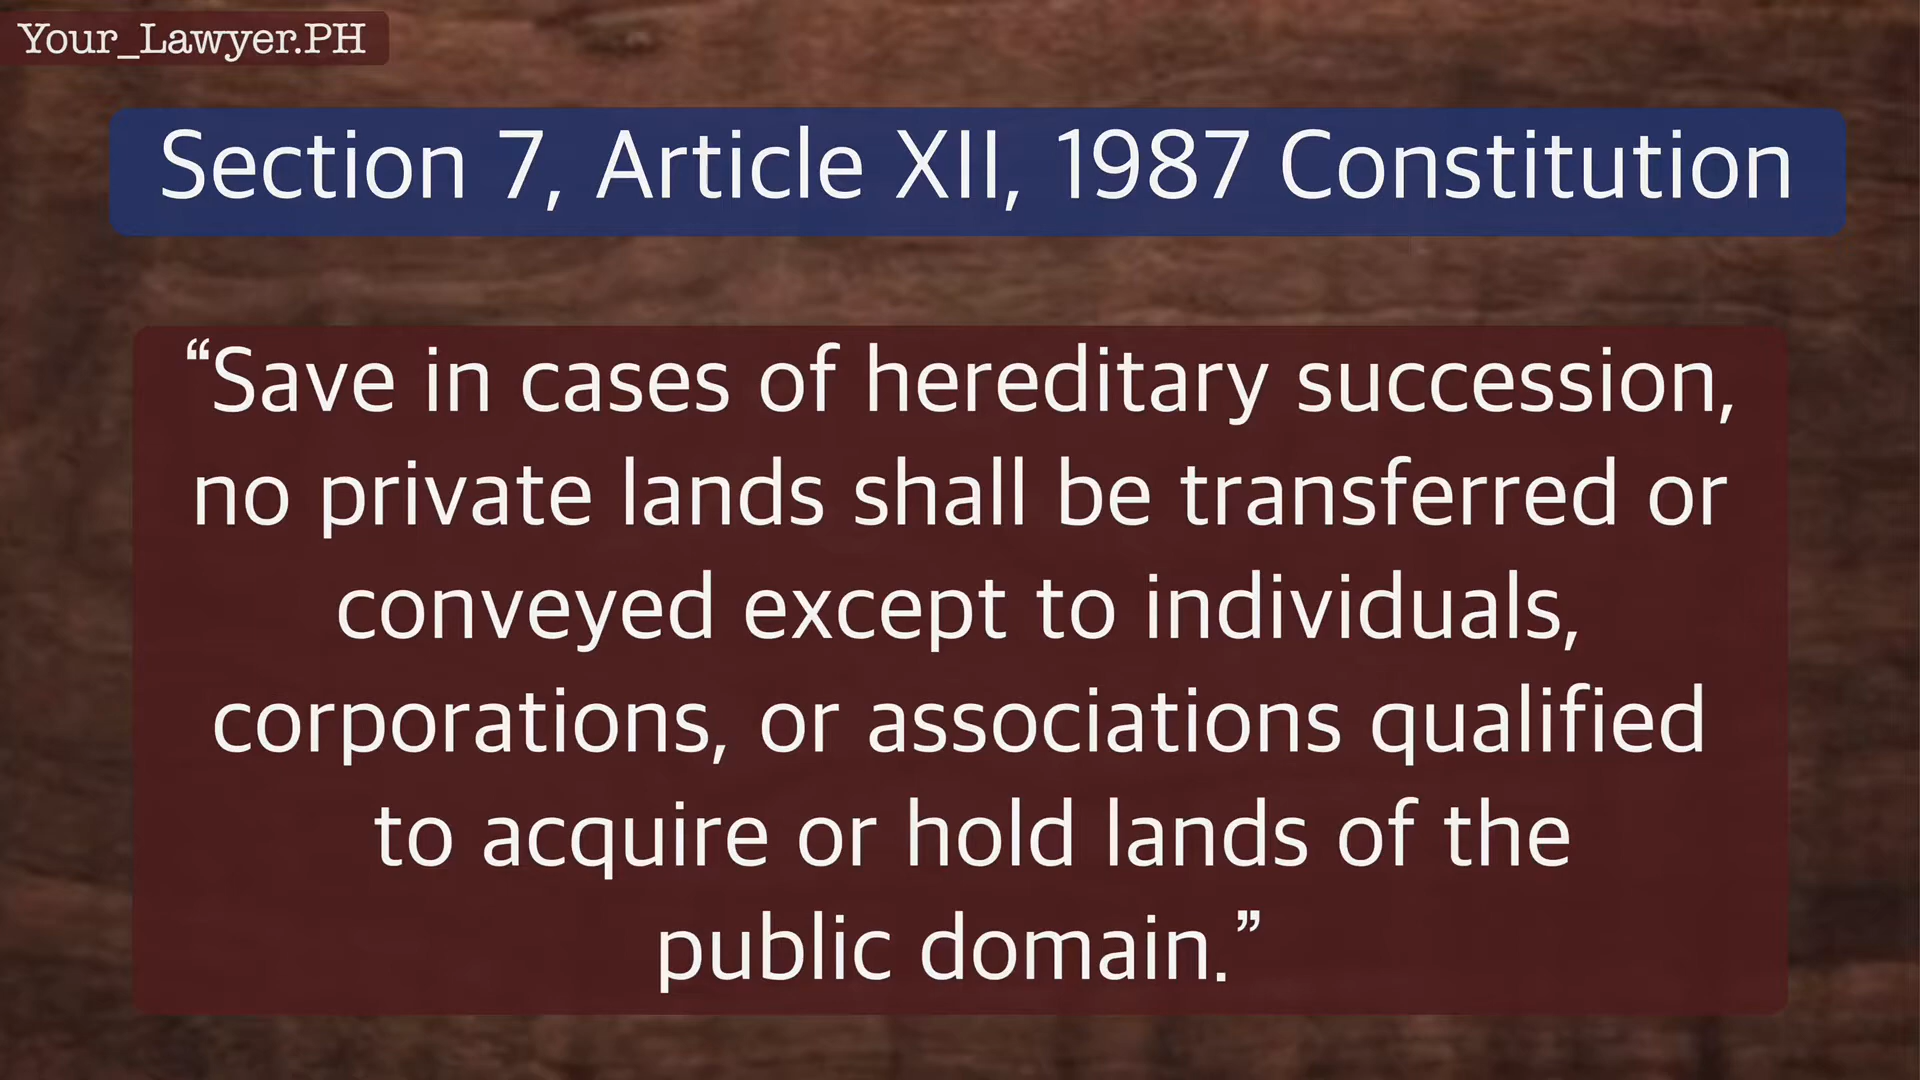 Your_Lawyer.PH
Section 7, Article XII, 1987 Constitution
“Save in cases of hereditary succession,
no private lands shall be transferred or
conveyed except to individuals,
corporations, or associations qualified
to acquire or hold lands of the
public domain.”